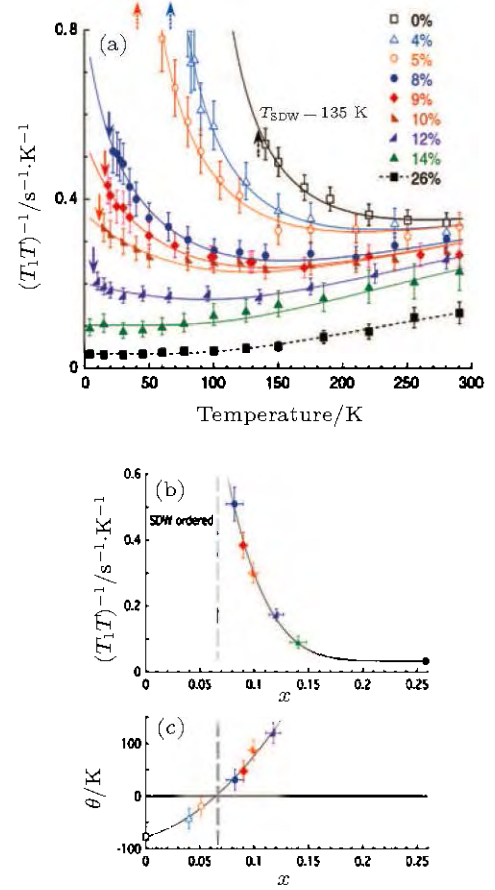 0.8
(a)
0%
4%
5%
8%
9%
10%
12%
14%
26%
T_SDW – 135 K
0.4
0
(T₁T)⁻¹/s⁻¹·K⁻¹
0 50 100 150 200 250 300
Temperature/K
0.6
(b)
SDW ordered
0.4
0.2
0
(T₁T)⁻¹/s⁻¹·K⁻¹
0 0.05 0.1 0.15 0.2 0.25
x
(c)
100
0
-100
θ/K
0 0.05 0.1 0.15 0.2 0.25
x